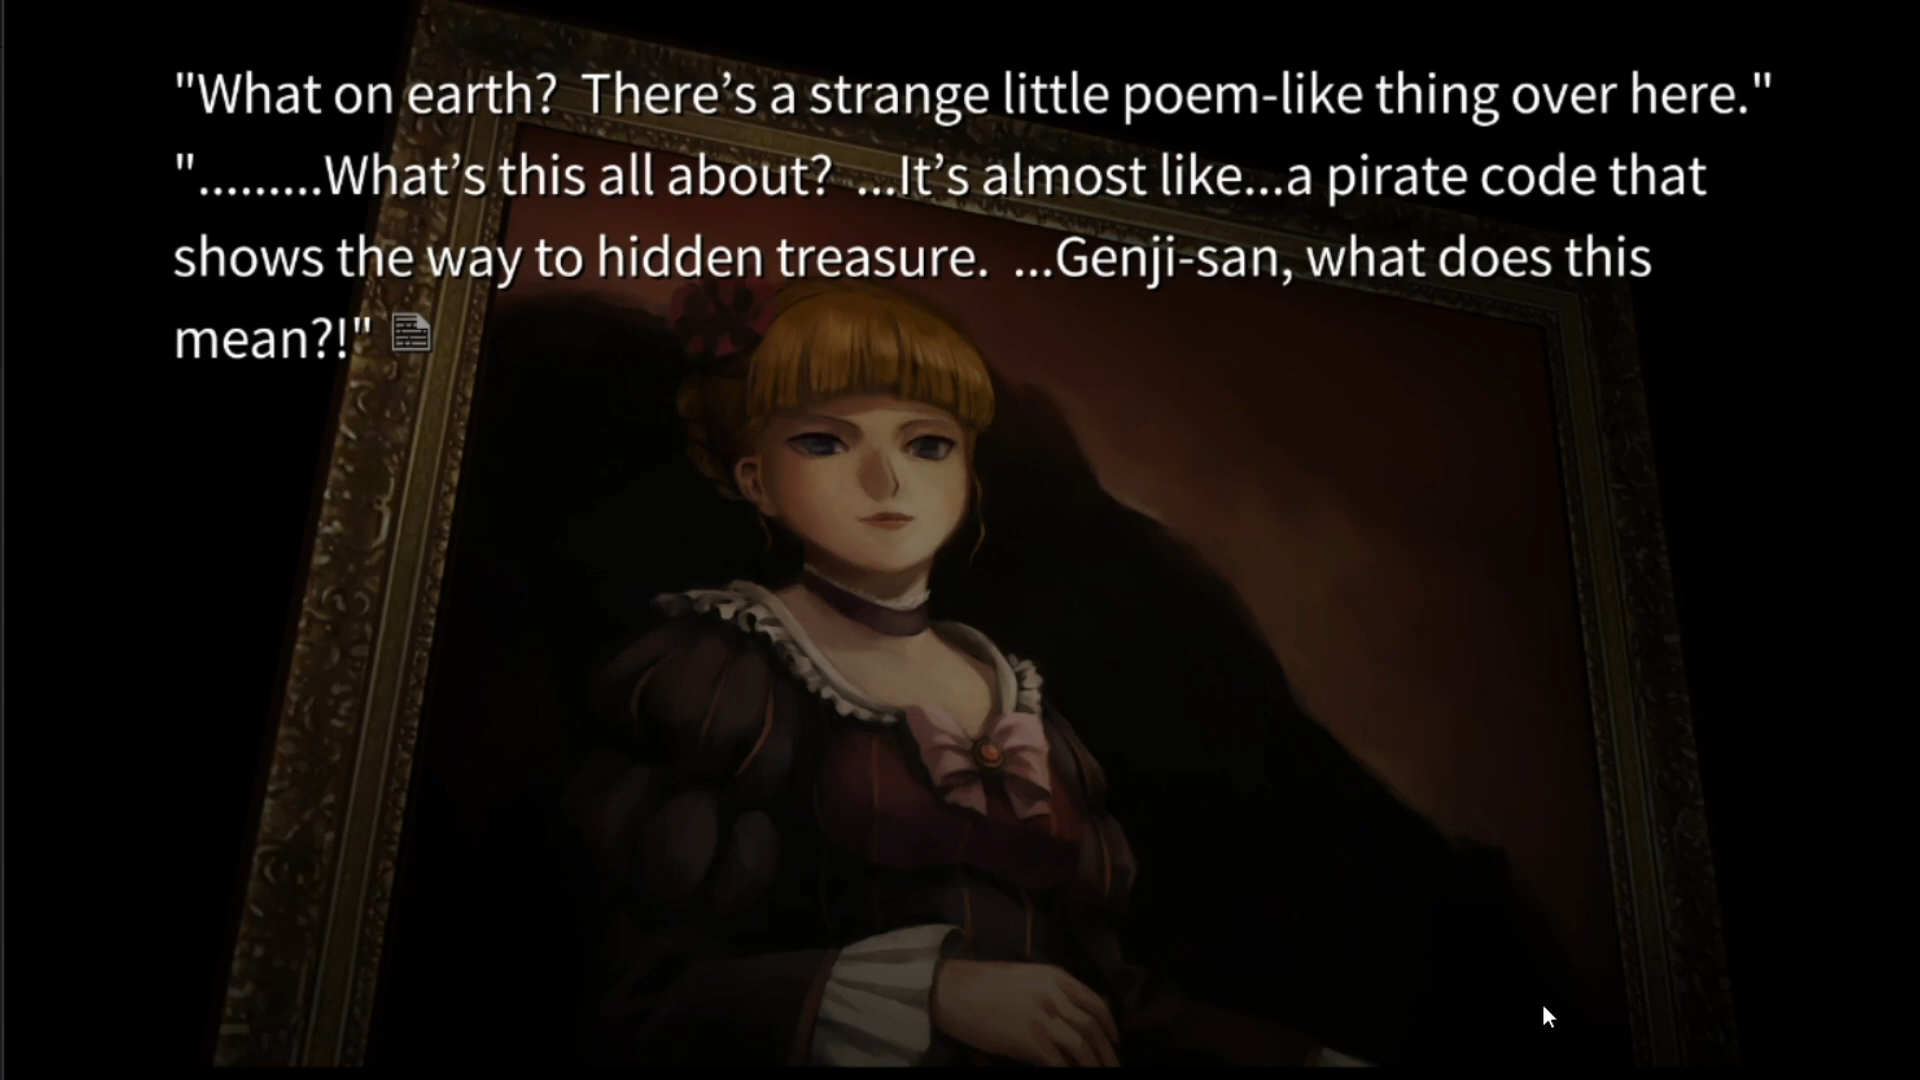 "What on earth?  There’s a strange little poem-like thing over here."
".........What’s this all about?  ...It’s almost like...a pirate code that
shows the way to hidden treasure.  ...Genji-san, what does this
mean?!"